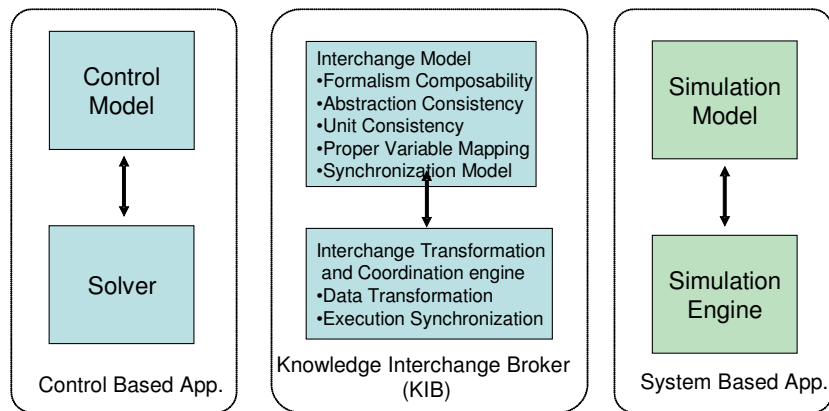 Control
Model
Solver
Control Based App.
Interchange Model
•Formalism Composability
•Abstraction Consistency
•Unit Consistency
•Proper Variable Mapping
•Synchronization Model
Interchange Transformation
and Coordination engine
•Data Transformation
•Execution Synchronization
Knowledge Interchange Broker
(KIB)
Simulation
Model
Simulation
Engine
System Based App.